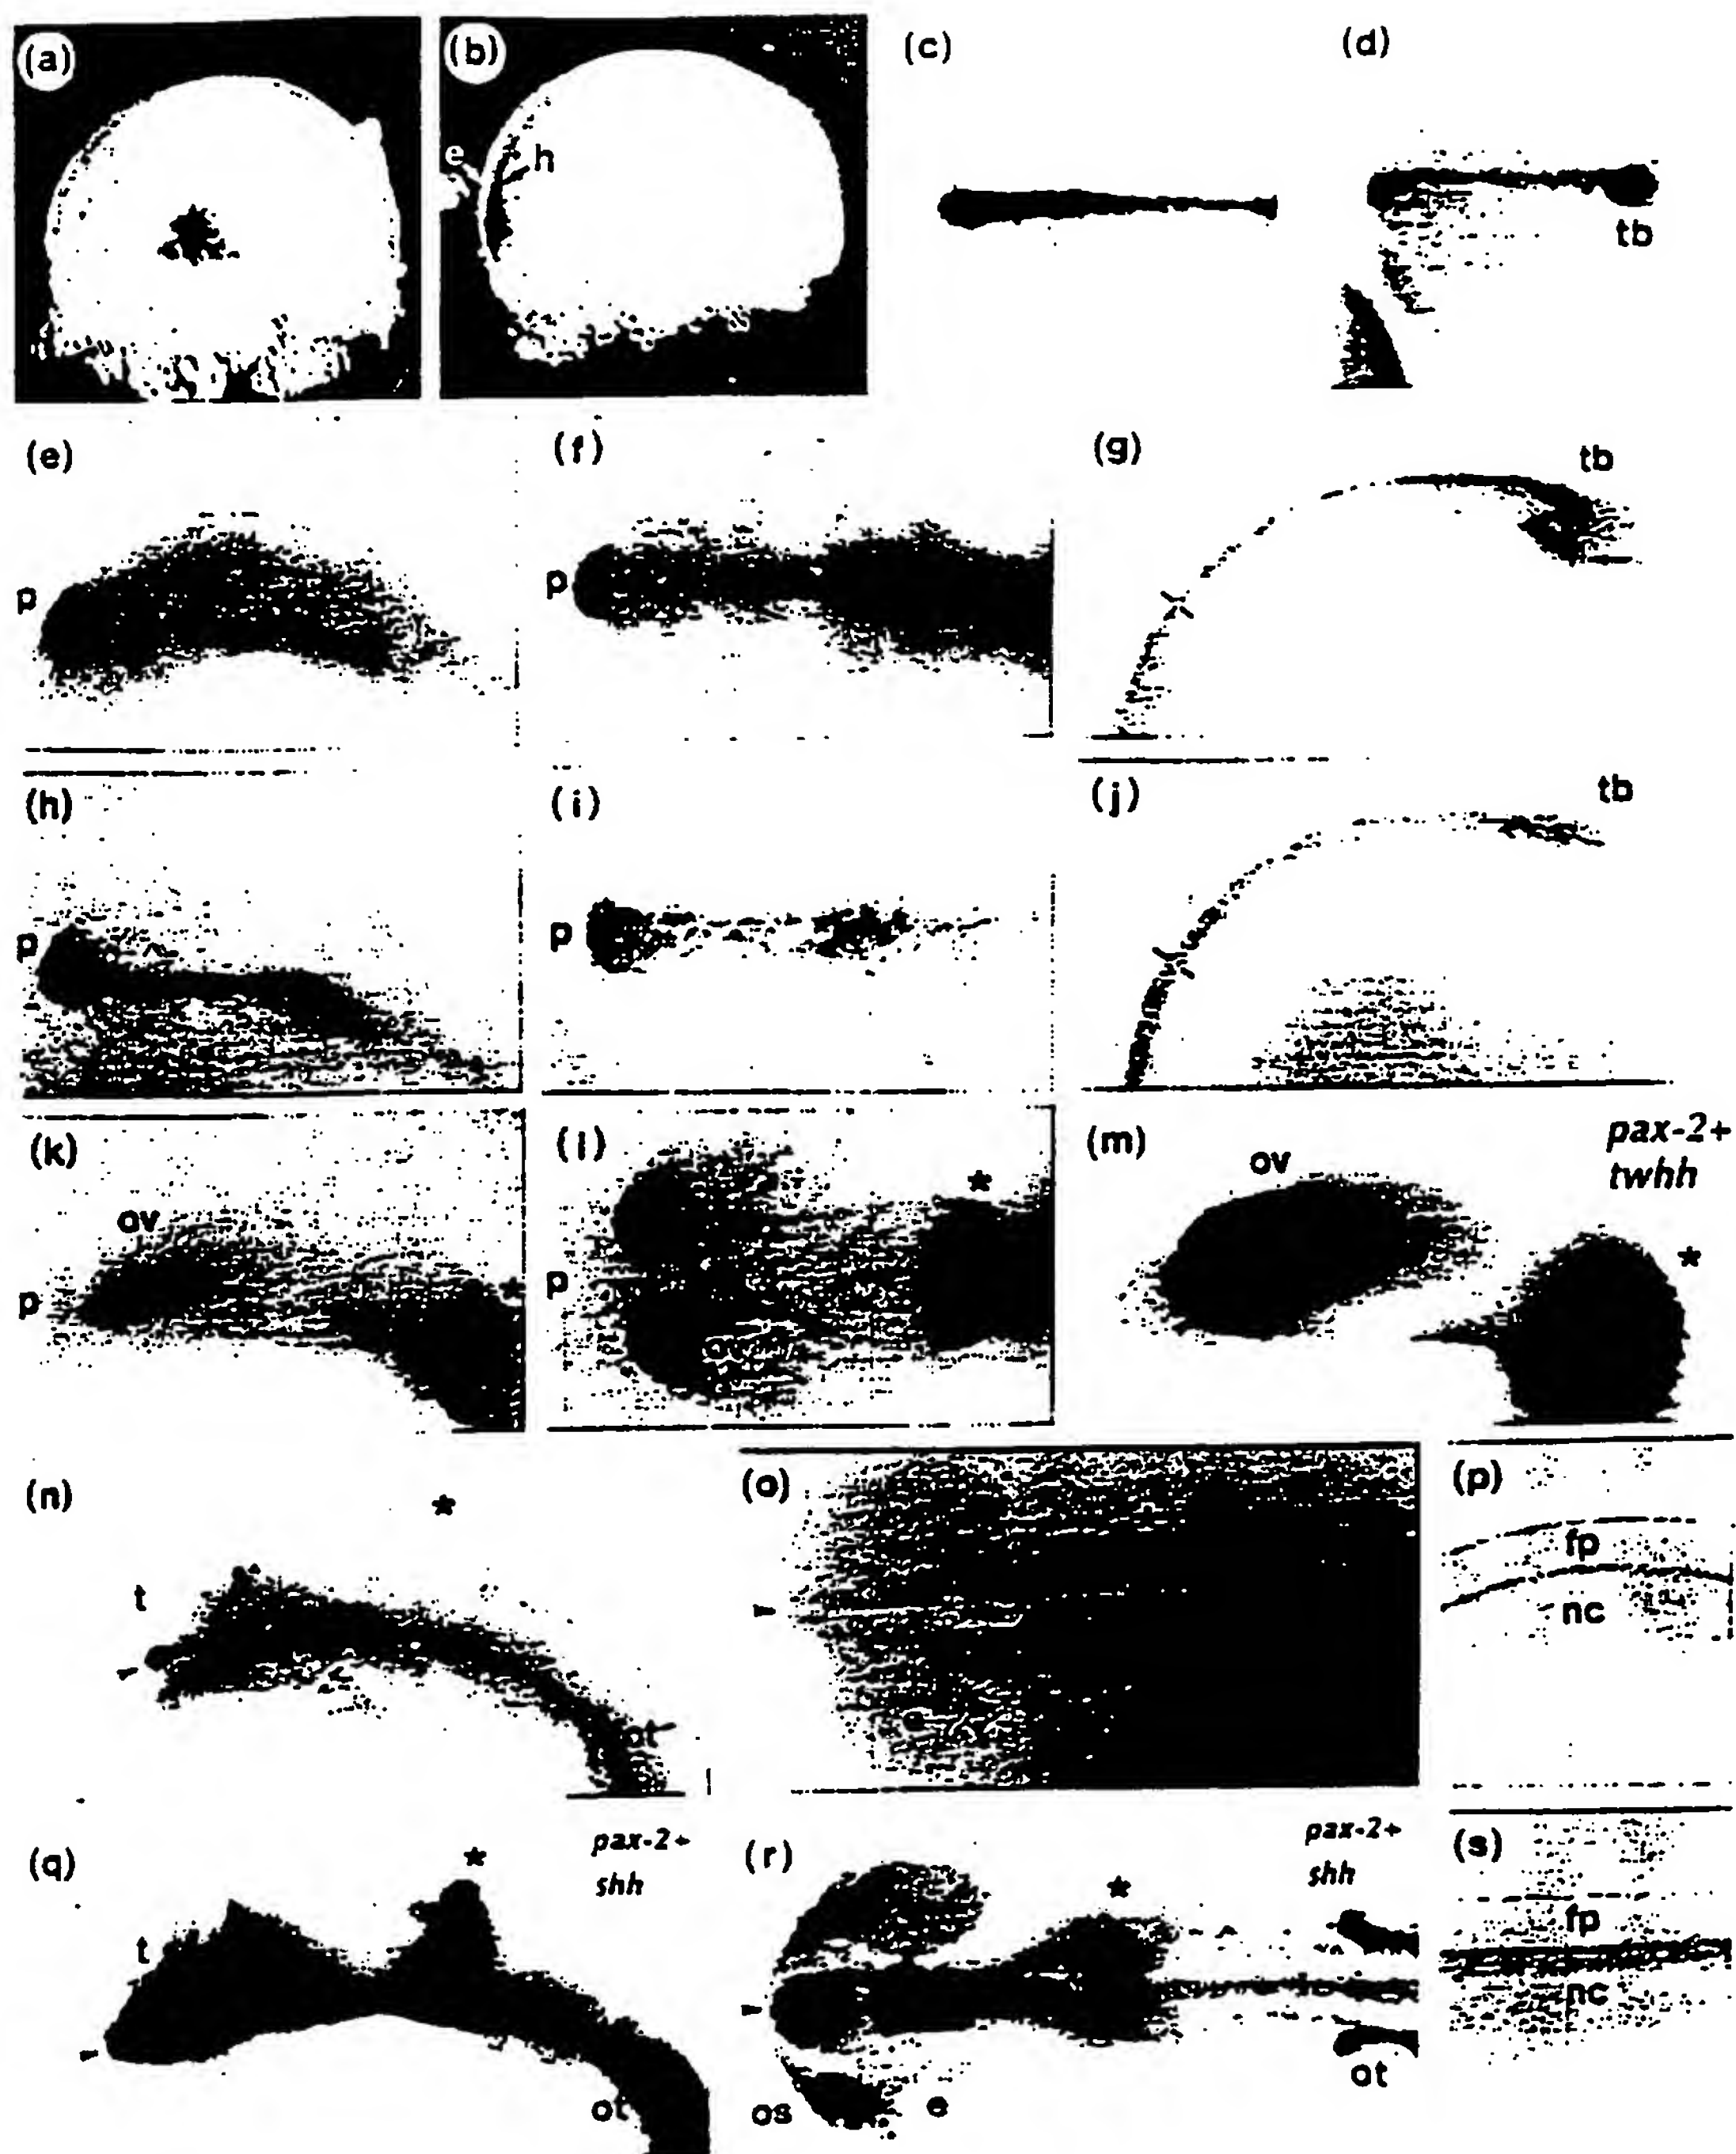 (a)
(b)
(c)
(d)
e
h
tb
(e)
(f)
(g)
tb
p
p
(h)
(i)
(j)
tb
p
p
(k)
(l)
(m)
pax-2+
twhh
ov
ov
*
*
*
p
p
(n)
(o)
(p)
*
t
fp
nc
(q)
pax-2+
shh
*
(r)
pax-2+
shh
*
(s)
t
fp
nc
ot
os
e
ot